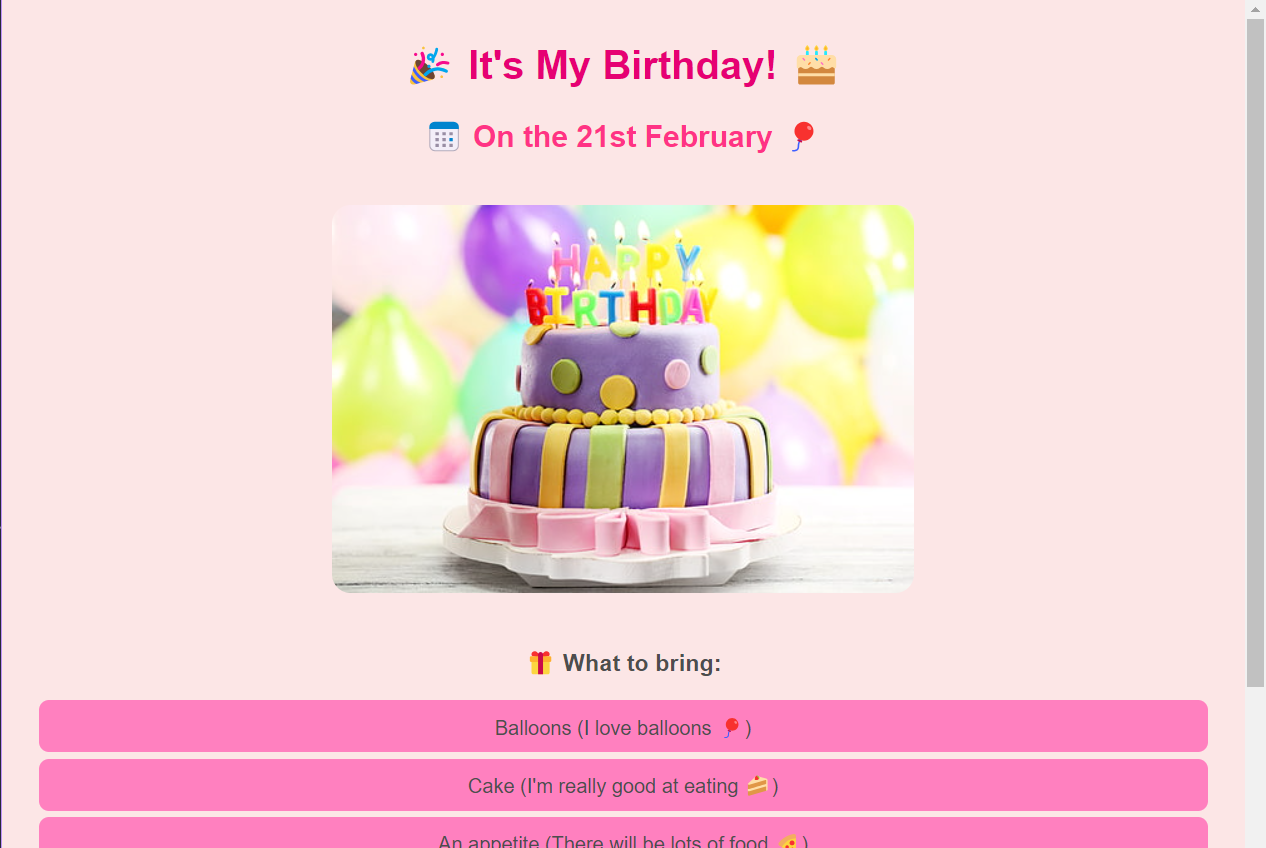 🎉 It's My Birthday! 🎂
📅 On the 21st February 🎈
HAPPY
BIRTHDAY
🎁 What to bring:
Balloons (I love balloons 🎈)
Cake (I'm really good at eating 🍰)
An appetite (There will be lots of food 🍕)